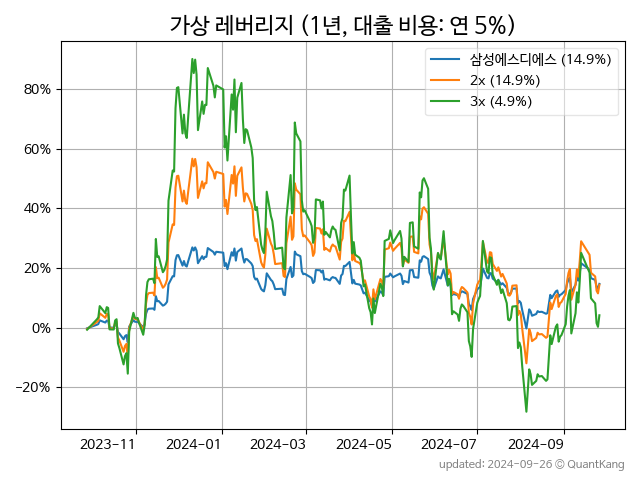 가상 레버리지 (1년, 대출 비용: 연 5%)
삼성에스디에스 (14.9%)
2x (14.9%)
3x (4.9%)
80%
60%
40%
20%
0%
−20%
2023-11
2024-01
2024-03
2024-05
2024-07
2024-09
updated: 2024-09-26 © QuantKang